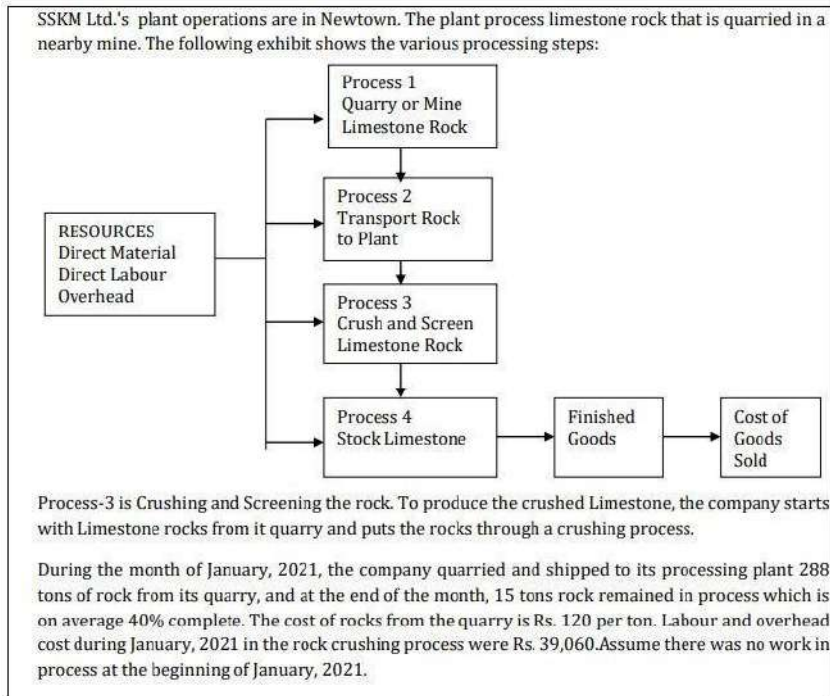 SSKM Ltd.'s plant operations are in Newtown. The plant process limestone rock that is quarried in a
nearby mine. The following exhibit shows the various processing steps:
Process 1
Quarry or Mine
Limestone Rock
Process 2
Transport Rock
to Plant
RESOURCES
Direct Material
Direct Labour
Overhead
Process 3
Crush and Screen
Limestone Rock
Process 4
Stock Limestone
Finished
Goods
Cost of
Goods
Sold
Process-3 is Crushing and Screening the rock. To produce the crushed Limestone, the company starts
with Limestone rocks from it quarry and puts the rocks through a crushing process.
During the month of January, 2021, the company quarried and shipped to its processing plant 288
tons of rock from its quarry, and at the end of the month, 15 tons rock remained in process which is
on average 40% complete. The cost of rocks from the quarry is Rs. 120 per ton. Labour and overhead
cost during January, 2021 in the rock crushing process were Rs. 39,060.Assume there was no work in
process at the beginning of January, 2021.